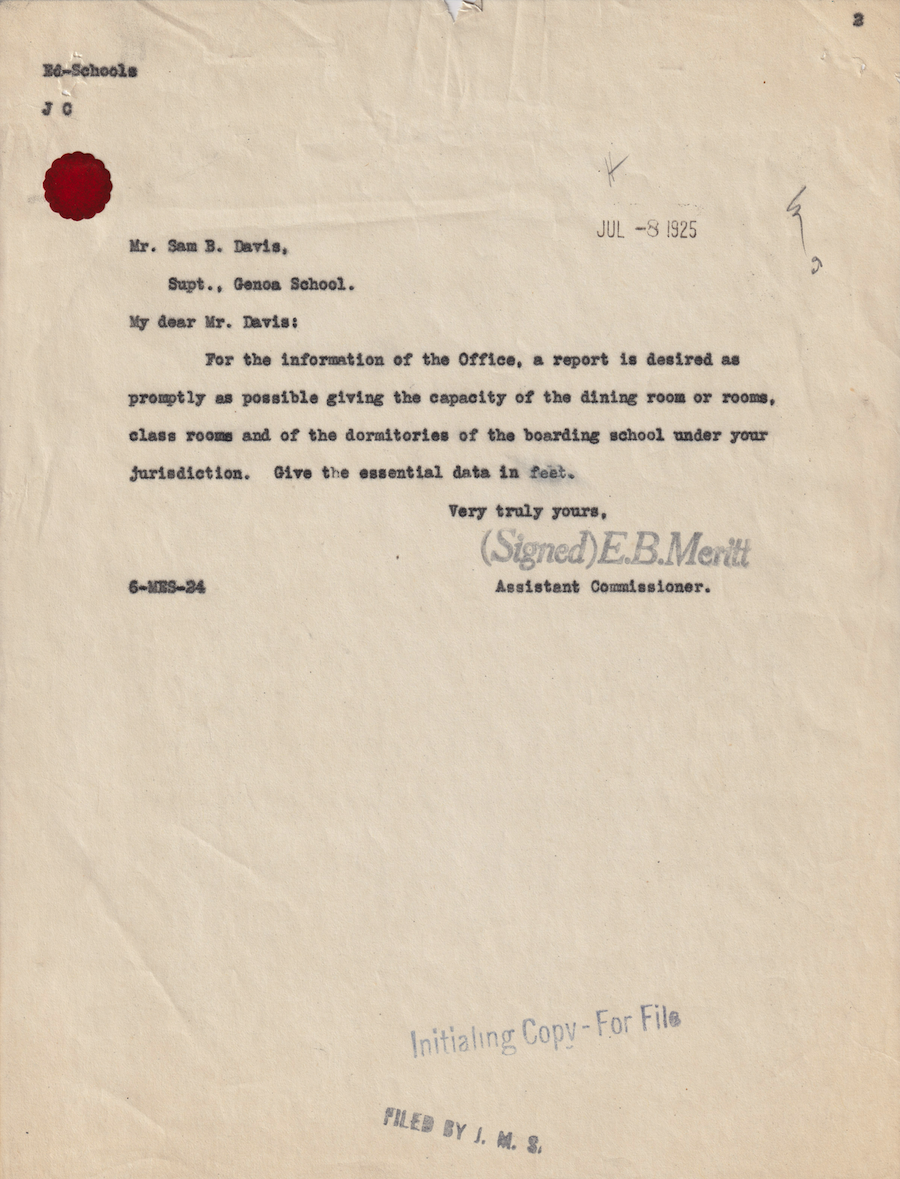 2
Ed-Schools
J C
JUL -8 1925
Mr. Sam B. Davis,
Supt., Genoa School.
My dear Mr. Davis:
For the information of the Office, a report is desired as
promptly as possible giving the capacity of the dining room or rooms,
class rooms and of the dormitories of the boarding school under your
jurisdiction. Give the essential data in feet.
Very truly yours,
(Signed) E.B. Meritt
6-MES-24 Assistant Commissioner.
Initialing Copy - For File
FILED BY J. M. S.